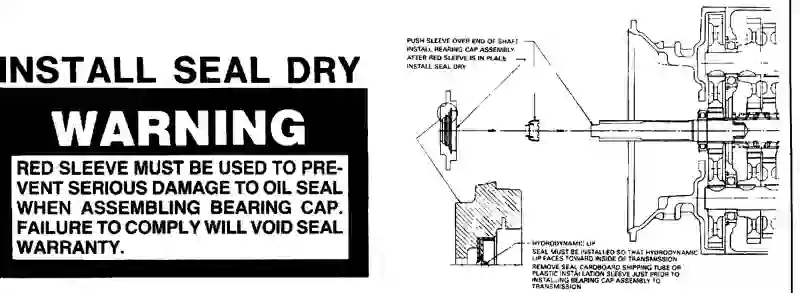 INSTALL SEAL DRY
WARNING
RED SLEEVE MUST BE USED TO PRE-
VENT SERIOUS DAMAGE TO OIL SEAL
WHEN ASSEMBLING BEARING CAP.
FAILURE TO COMPLY WILL VOID SEAL
WARRANTY.
PUSH SLEEVE OVER END OF SHAFT
INSTALL BEARING CAP ASSEMBLY
AFTER RED SLEEVE IS IN PLACE
INSTALL SEAL DRY
HYDRODYNAMIC LIP
SEAL MUST BE INSTALLED SO THAT HYDRODYNAMIC
LIP FACES TOWARD INSIDE OF TRANSMISSION
REMOVE SEAL CARDBOARD SHIPPING TUBE OR
PLASTIC INSTALLATION SLEEVE JUST PRIOR TO
INSTALLING BEARING CAP ASSEMBLY TO
TRANSMISSION